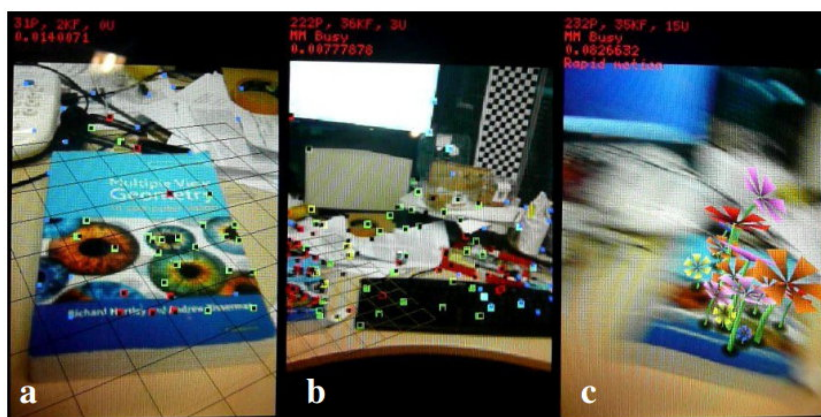 31P, 2KF, 0U
0.0140871
222P, 36KF, 3U
MM Busy
0.00777878
232P, 35KF, 15U
MM Busy
0.0826632
Rapid motion
Multiple View
Geometry
Richard Hartley and Andrew Zisserman
a
b
c